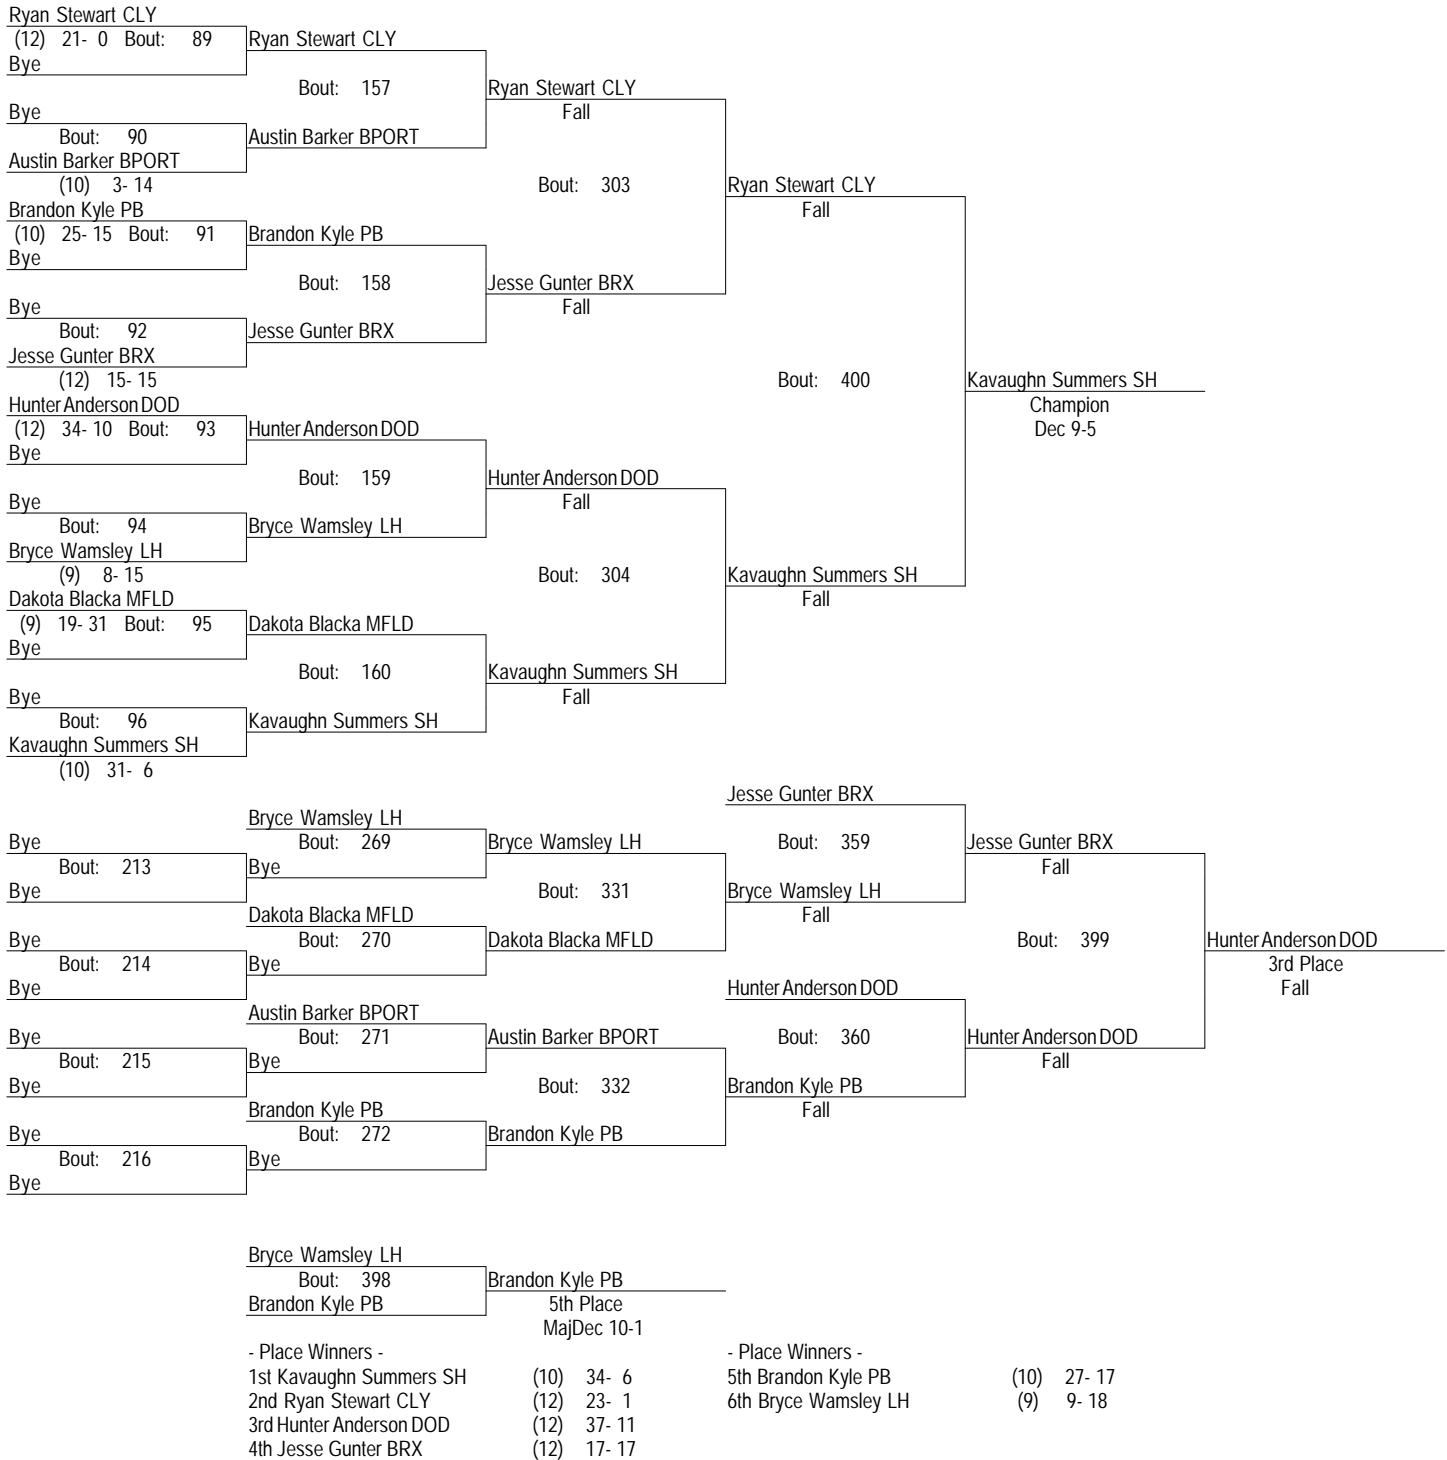 Ryan Stewart CLY
(12) 21- 0 Bout: 89 Ryan Stewart CLY
Bye
Bout: 157 Ryan Stewart CLY
Bye Fall
Bout: 90 Austin Barker BPORT
Austin Barker BPORT
(10) 3- 14 Bout: 303 Ryan Stewart CLY
Brandon Kyle PB Fall
(10) 25- 15 Bout: 91 Brandon Kyle PB
Bye
Bout: 158 Jesse Gunter BRX
Bye Fall
Bout: 92 Jesse Gunter BRX
Jesse Gunter BRX
(12) 15- 15 Bout: 400 Kavaughn Summers SH
Hunter Anderson DOD Champion
(12) 34- 10 Bout: 93 Hunter Anderson DOD Dec 9-5
Bye
Bout: 159 Hunter Anderson DOD
Bye Fall
Bout: 94 Bryce Wamsley LH
Bryce Wamsley LH
(9) 8- 15 Bout: 304 Kavaughn Summers SH
Dakota Blacka MFLD Fall
(9) 19- 31 Bout: 95 Dakota Blacka MFLD
Bye
Bout: 160 Kavaughn Summers SH
Bye Fall
Bout: 96 Kavaughn Summers SH
Kavaughn Summers SH
(10) 31- 6
Jesse Gunter BRX
Bryce Wamsley LH
Bye Bout: 269 Bryce Wamsley LH Bout: 359 Jesse Gunter BRX
Bout: 213 Bye Fall
Bye Bout: 331 Bryce Wamsley LH
Dakota Blacka MFLD Fall
Bye Bout: 270 Dakota Blacka MFLD Bout: 399 Hunter Anderson DOD
Bout: 214 Bye 3rd Place
Bye Hunter Anderson DOD Fall
Austin Barker BPORT
Bye Bout: 271 Austin Barker BPORT Bout: 360 Hunter Anderson DOD
Bout: 215 Bye Fall
Bye Bout: 332 Brandon Kyle PB
Brandon Kyle PB Fall
Bye Bout: 272 Brandon Kyle PB
Bout: 216 Bye
Bye
Bryce Wamsley LH
Bout: 398 Brandon Kyle PB
Brandon Kyle PB 5th Place
MajDec 10-1
- Place Winners - - Place Winners -
1st Kavaughn Summers SH (10) 34- 6 5th Brandon Kyle PB (10) 27- 17
2nd Ryan Stewart CLY (12) 23- 1 6th Bryce Wamsley LH (9) 9- 18
3rd Hunter Anderson DOD (12) 37- 11
4th Jesse Gunter BRX (12) 17- 17